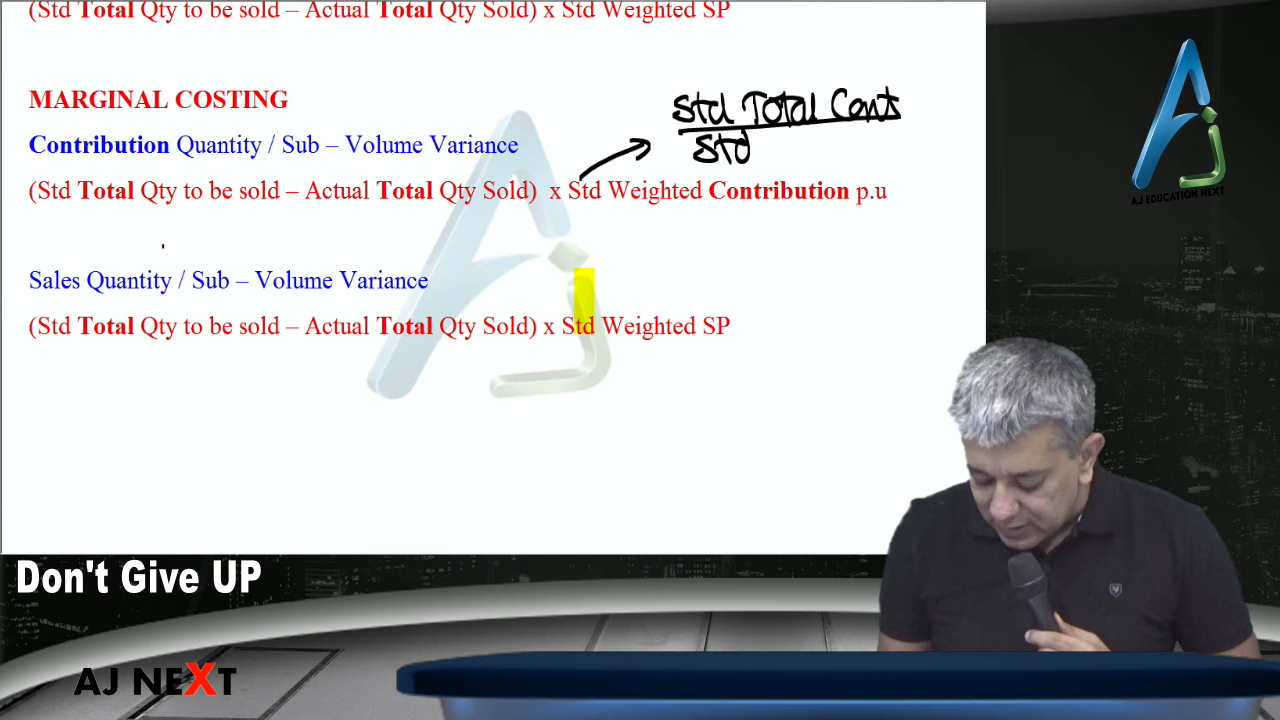 (Std Total Qty to be sold – Actual Total Qty Sold) x Std Weighted SP
MARGINAL COSTING
Std Total Cont
Std
Contribution Quantity / Sub – Volume Variance
(Std Total Qty to be sold – Actual Total Qty Sold) x Std Weighted Contribution p.u
Sales Quantity / Sub – Volume Variance
(Std Total Qty to be sold – Actual Total Qty Sold) x Std Weighted SP
AJ EDUCATION NEXT
Don't Give UP
AJ NEXT